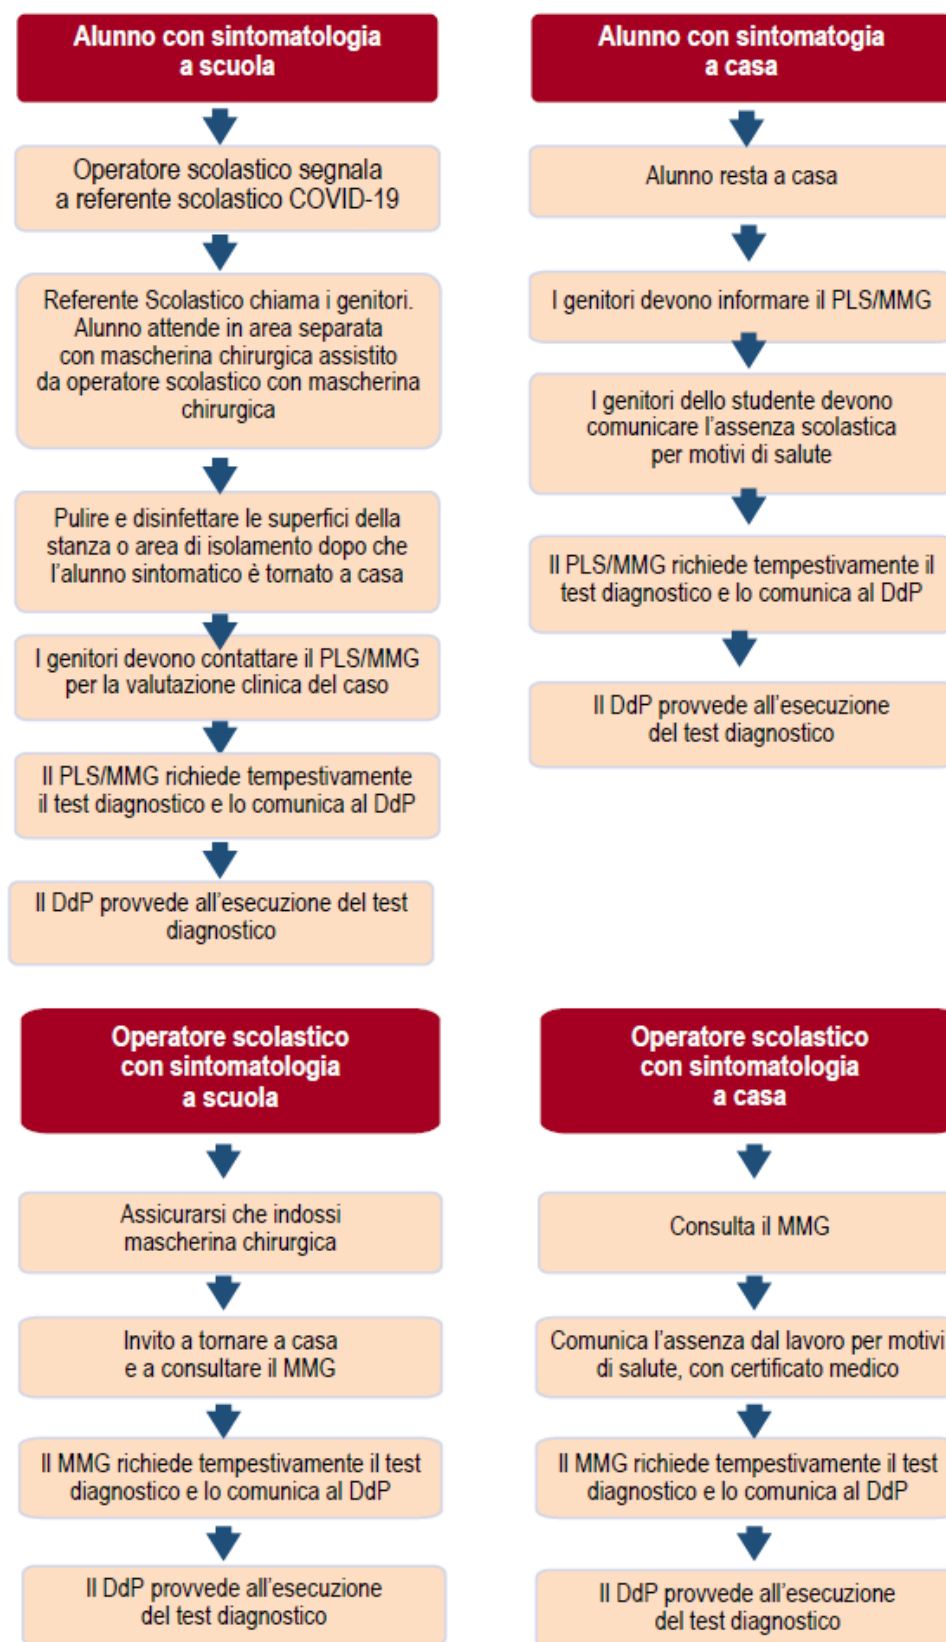 Alunno con sintomatologia
a scuola
Operatore scolastico segnala
a referente scolastico COVID-19
Referente Scolastico chiama i genitori.
Alunno attende in area separata
con mascherina chirurgica assistito
da operatore scolastico con mascherina
chirurgica
Pulire e disinfettare le superfici della
stanza o area di isolamento dopo che
l'alunno sintomatico è tornato a casa
I genitori devono contattare il PLS/MMG
per la valutazione clinica del caso
Il PLS/MMG richiede tempestivamente
il test diagnostico e lo comunica al DdP
Il DdP provvede all'esecuzione del test
diagnostico
Alunno con sintomatogia
a casa
Alunno resta a casa
I genitori devono informare il PLS/MMG
I genitori dello studente devono
comunicare l'assenza scolastica
per motivi di salute
Il PLS/MMG richiede tempestivamente il
test diagnostico e lo comunica al DdP
Il DdP provvede all'esecuzione
del test diagnostico
Operatore scolastico
con sintomatologia
a scuola
Assicurarsi che indossi
mascherina chirurgica
Invito a tornare a casa
e a consultare il MMG
Il MMG richiede tempestivamente il test
diagnostico e lo comunica al DdP
Il DdP provvede all'esecuzione
del test diagnostico
Operatore scolastico
con sintomatologia
a casa
Consulta il MMG
Comunica l'assenza dal lavoro per motivi
di salute, con certificato medico
Il MMG richiede tempestivamente il test
diagnostico e lo comunica al DdP
Il DdP provvede all'esecuzione
del test diagnostico